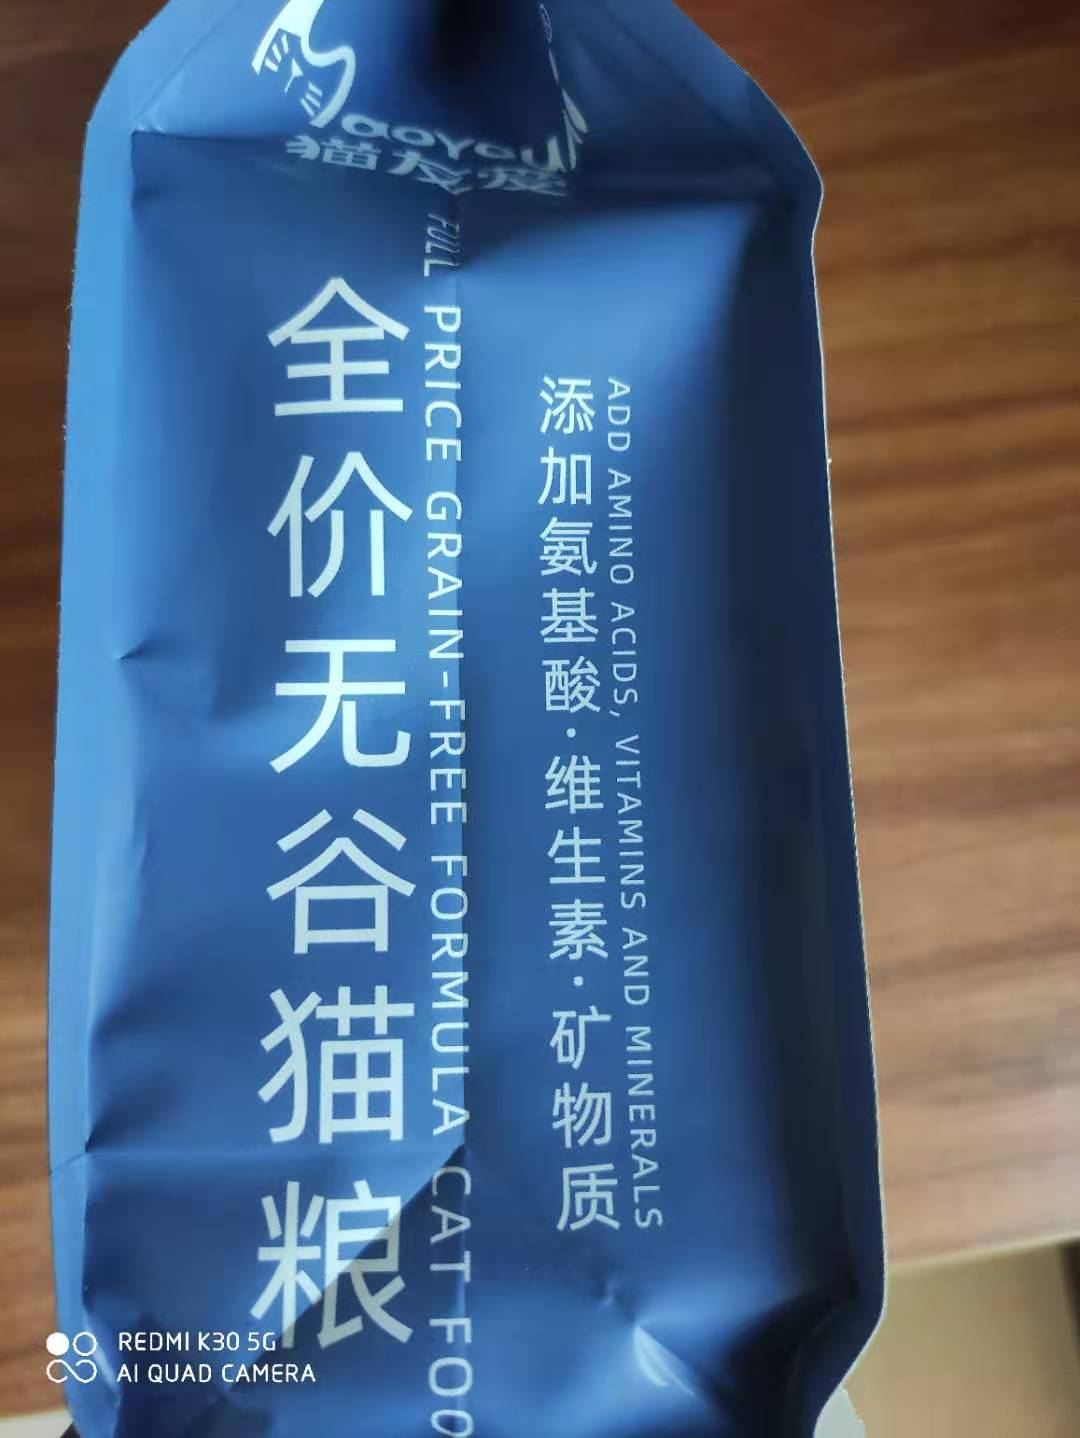 猫友爱
全价无谷猫粮
FULL PRICE GRAIN-FREE FORMULA CAT FOO
添加氨基酸·维生素·矿物质
ADD AMINO ACIDS, VITAMINS AND MINERALS
REDMI K30 5G
AI QUAD CAMERA